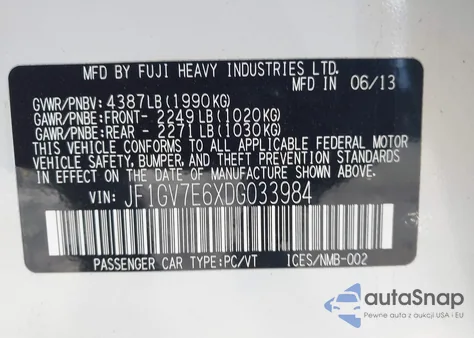 MFD BY FUJI HEAVY INDUSTRIES LTD.
MFD IN 06/13
GVWR/PNBV: 4387LB(1990KG)
GAWR/PNBE:FRONT- 2249LB(1020KG)
GAWR/PNBE:REAR - 2271LB(1030KG)
THIS VEHICLE CONFORMS TO ALL APPLICABLE FEDERAL MOTOR
VEHICLE SAFETY, BUMPER, AND THEFT PREVENTION STANDARDS
IN EFFECT ON THE DATE OF MANUFACTURE SHOWN ABOVE.
VIN: JF1GV7E6XDG033984
PASSENGER CAR TYPE:PC/VT ICES/NMB-002
autoSnap
Pewne auta z aukcji USA i EU